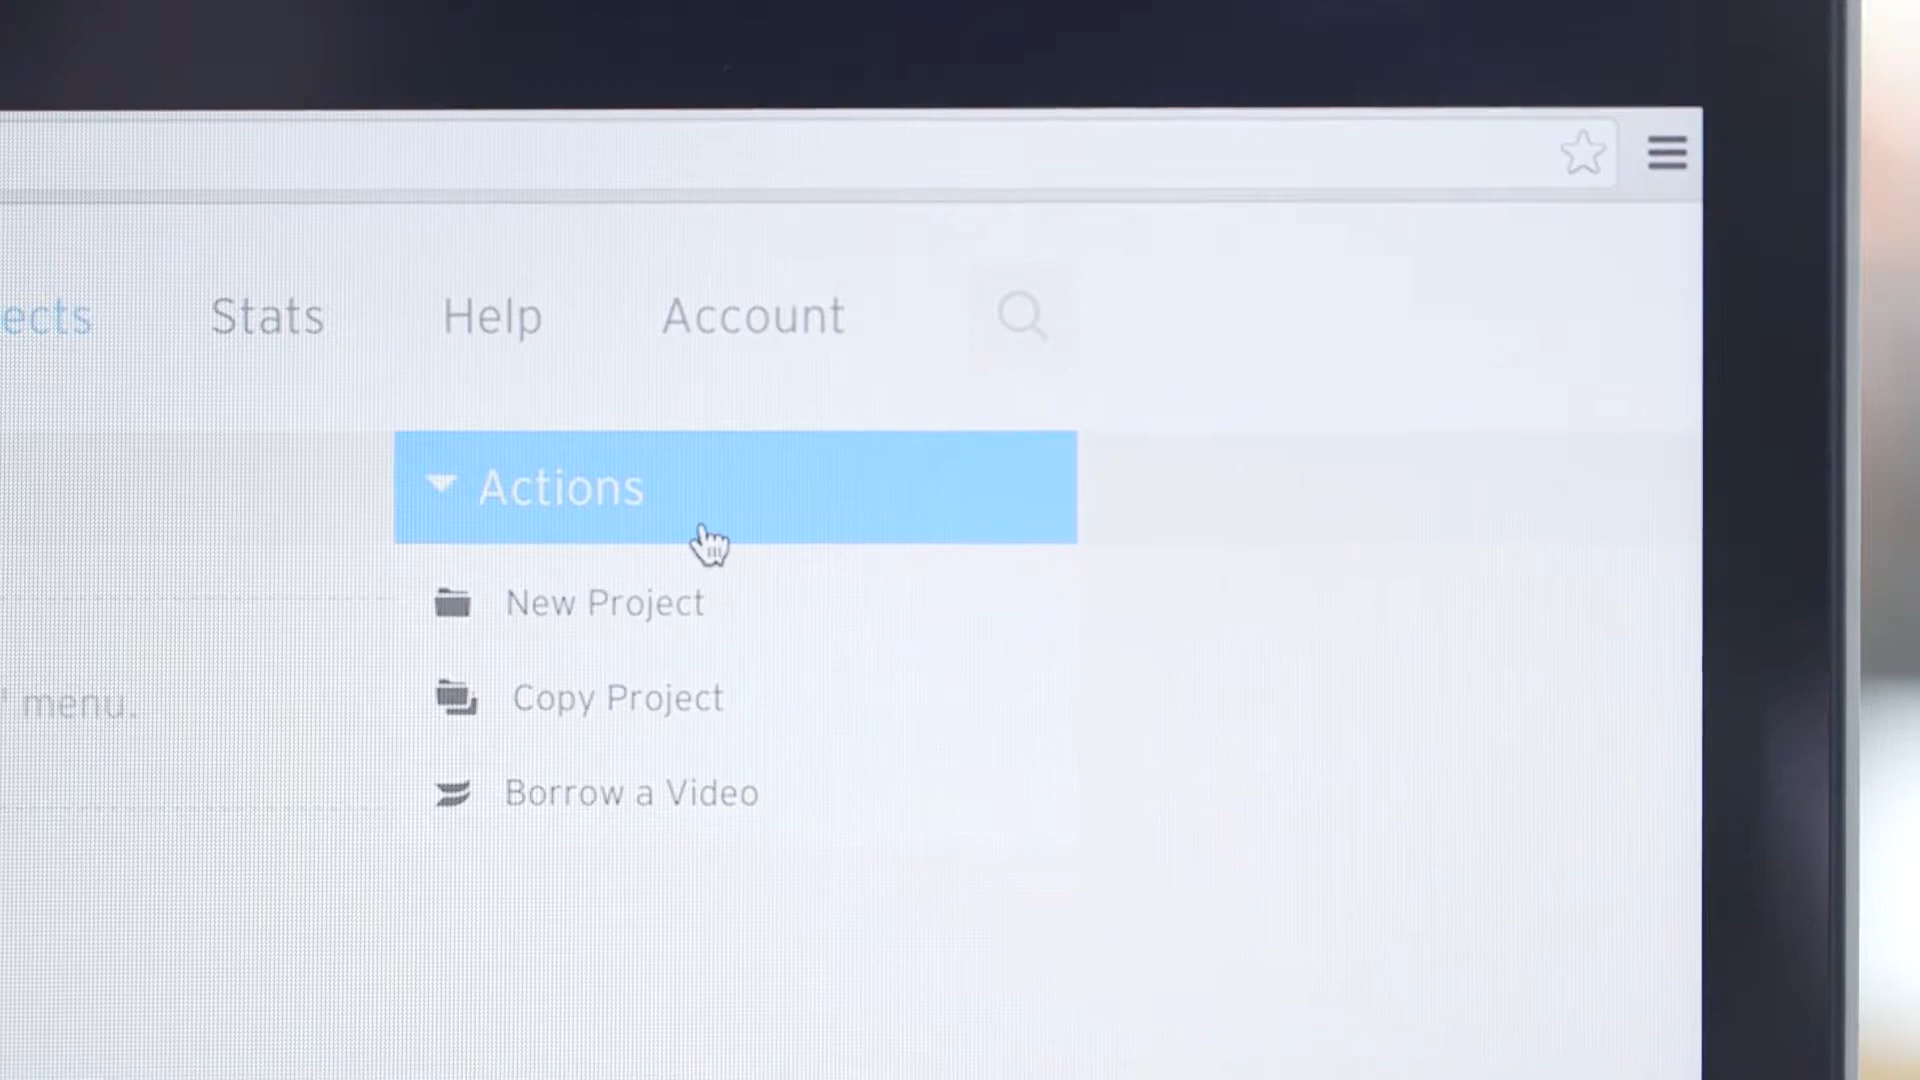 ects Stats Help Account
Actions
New Project
' menu. Copy Project
Borrow a Video